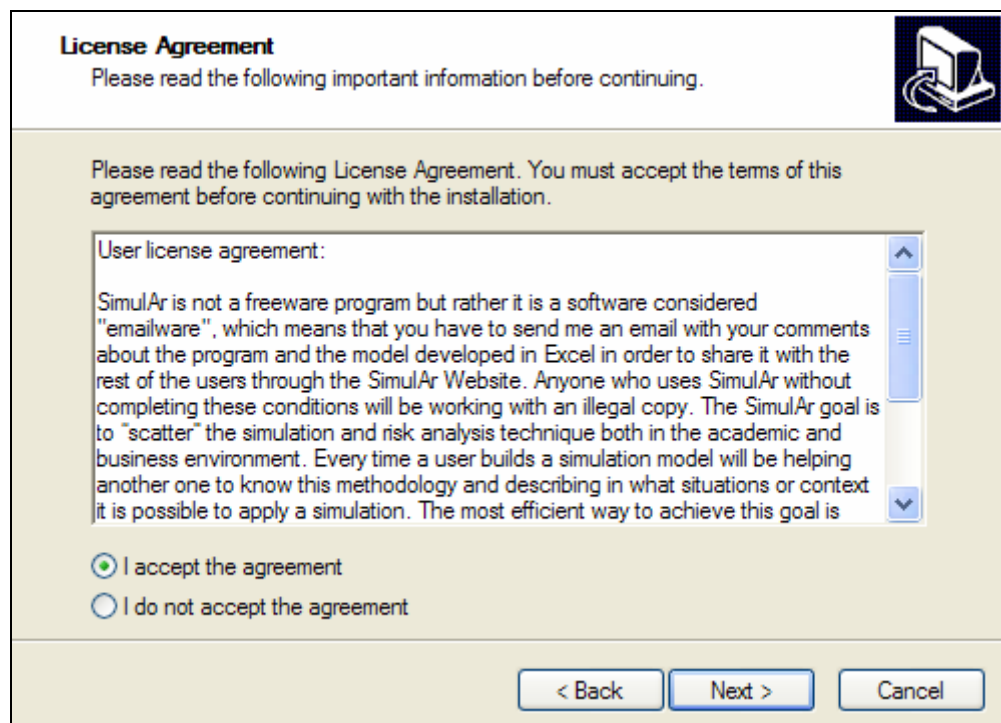 License Agreement
Please read the following important information before continuing.
Please read the following License Agreement. You must accept the terms of this
agreement before continuing with the installation.
User license agreement:
SimulAr is not a freeware program but rather it is a software considered
"emailware", which means that you have to send me an email with your comments
about the program and the model developed in Excel in order to share it with the
rest of the users through the SimulAr Website. Anyone who uses SimulAr without
completing these conditions will be working with an illegal copy. The SimulAr goal is
to "scatter" the simulation and risk analysis technique both in the academic and
business environment. Every time a user builds a simulation model will be helping
another one to know this methodology and describing in what situations or context
it is possible to apply a simulation. The most efficient way to achieve this goal is
I accept the agreement
I do not accept the agreement
< Back Next > Cancel